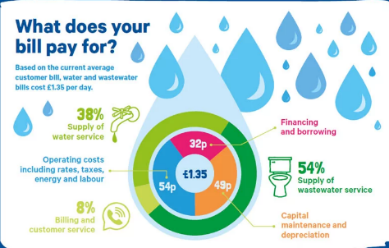 What does your
bill pay for?
Based on the current average
customer bill, water and wastewater
bills cost £1.35 per day.
38%
Supply of
water service
Operating costs
including rates, taxes,
energy and labour
8%
Billing and
customer service
32p
£1.35
54p
49p
Financing
and borrowing
54%
Supply of
wastewater service
Capital
maintenance and
depreciation